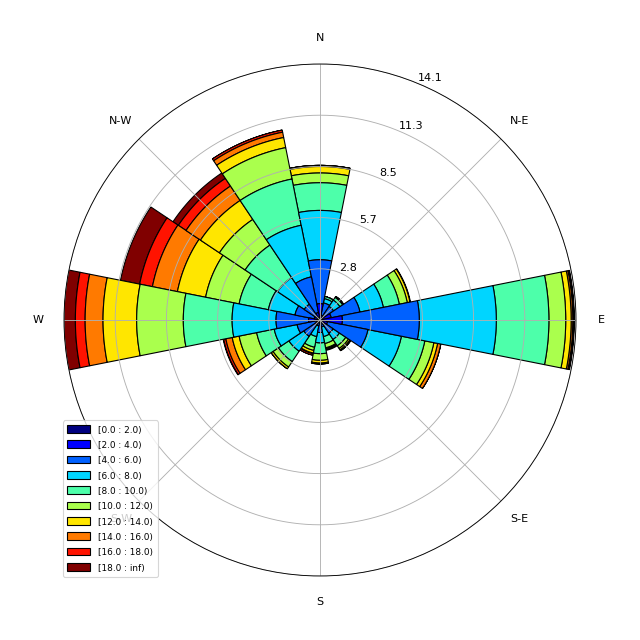 N
14.1
N-W
N-E
11.3
8.5
5.7
2.8
W
E
[0.0 : 2.0)
[2.0 : 4.0)
[4.0 : 6.0)
[6.0 : 8.0)
[8.0 : 10.0)
[10.0 : 12.0)
[12.0 : 14.0)
[14.0 : 16.0)
[16.0 : 18.0)
[18.0 : inf)
S-W
S-E
S